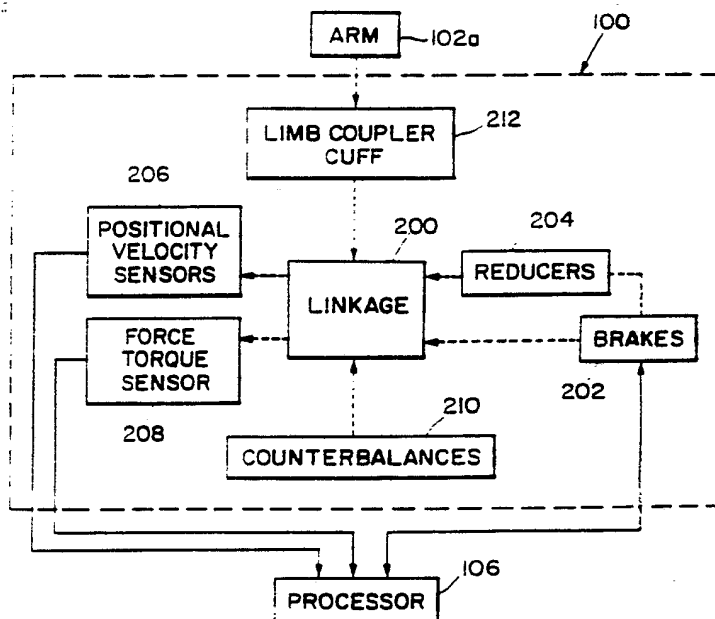 ARM
102a
100
LIMB COUPLER
CUFF
212
206
POSITIONAL
VELOCITY
SENSORS
200
LINKAGE
204
REDUCERS
FORCE
TORQUE
SENSOR
208
BRAKES
202
210
COUNTERBALANCES
106
PROCESSOR